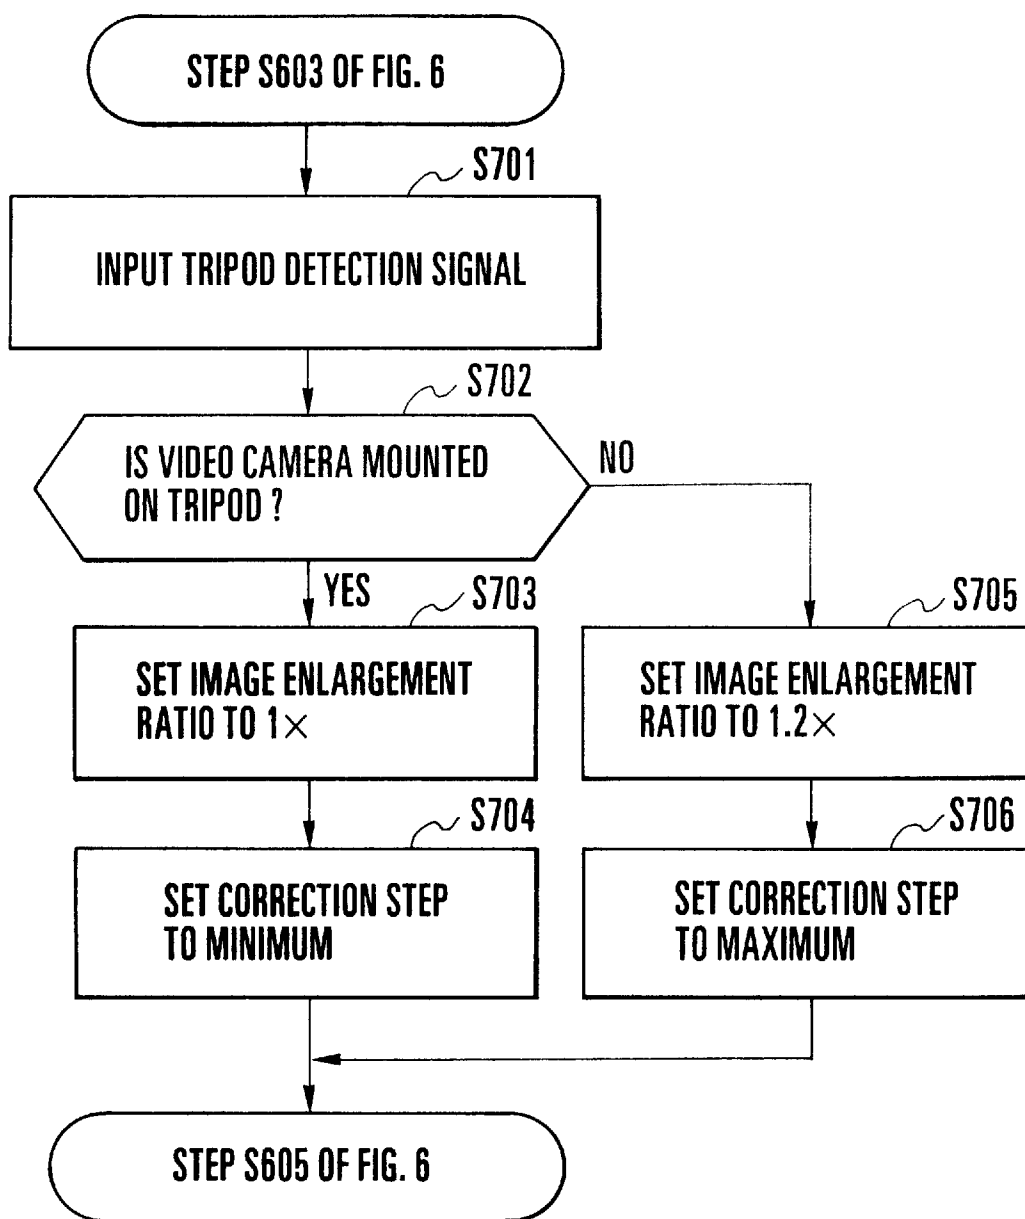 STEP S603 OF FIG. 6
S701
INPUT TRIPOD DETECTION SIGNAL
S702
IS VIDEO CAMERA MOUNTED
ON TRIPOD ?
NO
YES
S703
SET IMAGE ENLARGEMENT
RATIO TO 1×
S704
SET CORRECTION STEP
TO MINIMUM
S705
SET IMAGE ENLARGEMENT
RATIO TO 1.2×
S706
SET CORRECTION STEP
TO MAXIMUM
STEP S605 OF FIG. 6